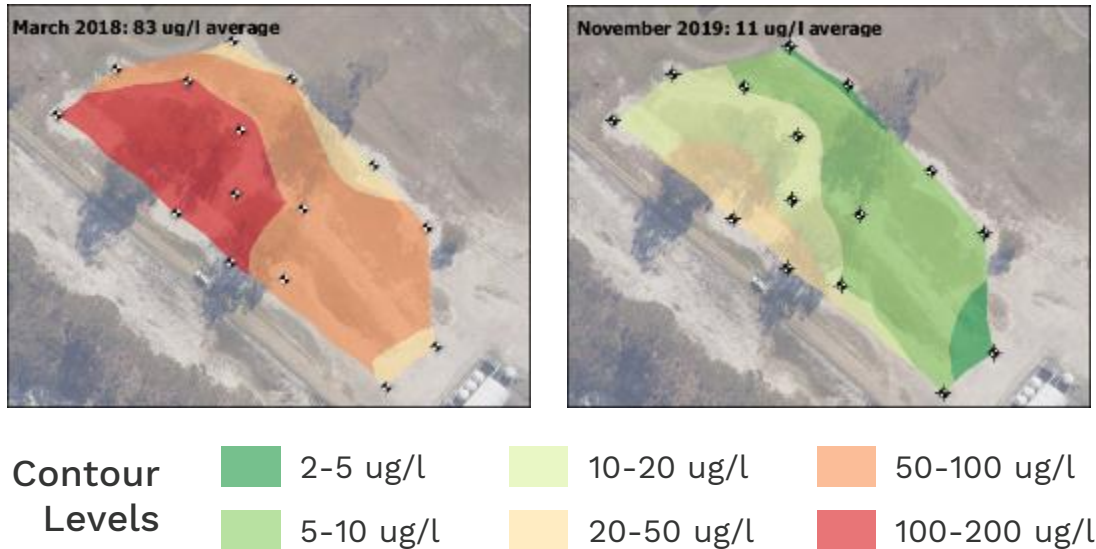 March 2018: 83 ug/l average
November 2019: 11 ug/l average
Contour
Levels
2-5 ug/l
10-20 ug/l
50-100 ug/l
5-10 ug/l
20-50 ug/l
100-200 ug/l